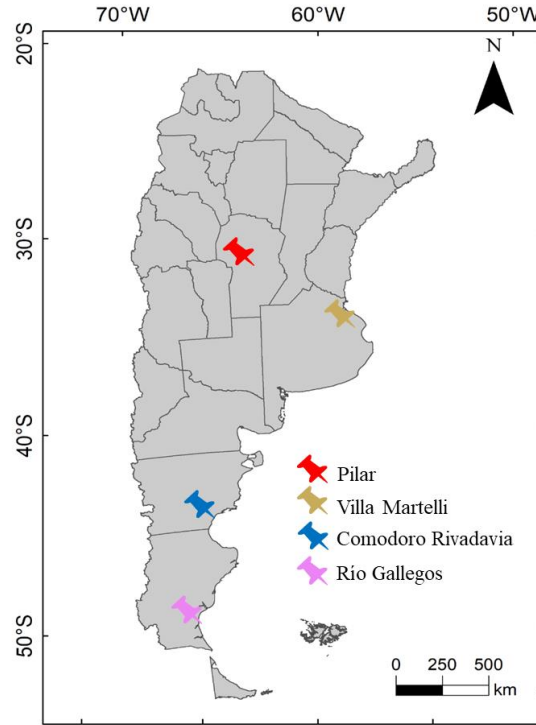 70°W 60°W 50°W
20°S
N
30°S
40°S
Pilar
Villa Martelli
Comodoro Rivadavia
Río Gallegos
50°S
0 250 500
km